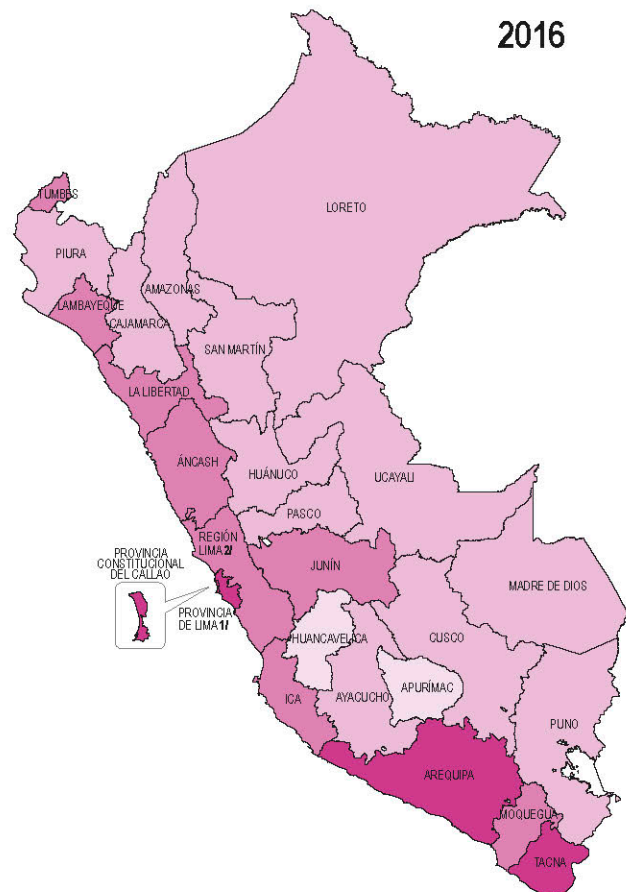 2016
LORETO
TUMBES
PIURA
AMAZONAS
LAMBAYEQUE
CAJAMARCA
SAN MARTÍN
LA LIBERTAD
ÁNCASH
HUÁNUCO
UCAYALI
PASCO
REGIÓN
LIMA 2/
PROVINCIA
CONSTITUCIONAL
DEL CALLAO
JUNÍN
MADRE DE DIOS
PROVINCIA
DE LIMA 1/
HUANCAVELICA
CUSCO
APURÍMAC
ICA
AYACUCHO
PUNO
AREQUIPA
MOQUEGUA
TACNA